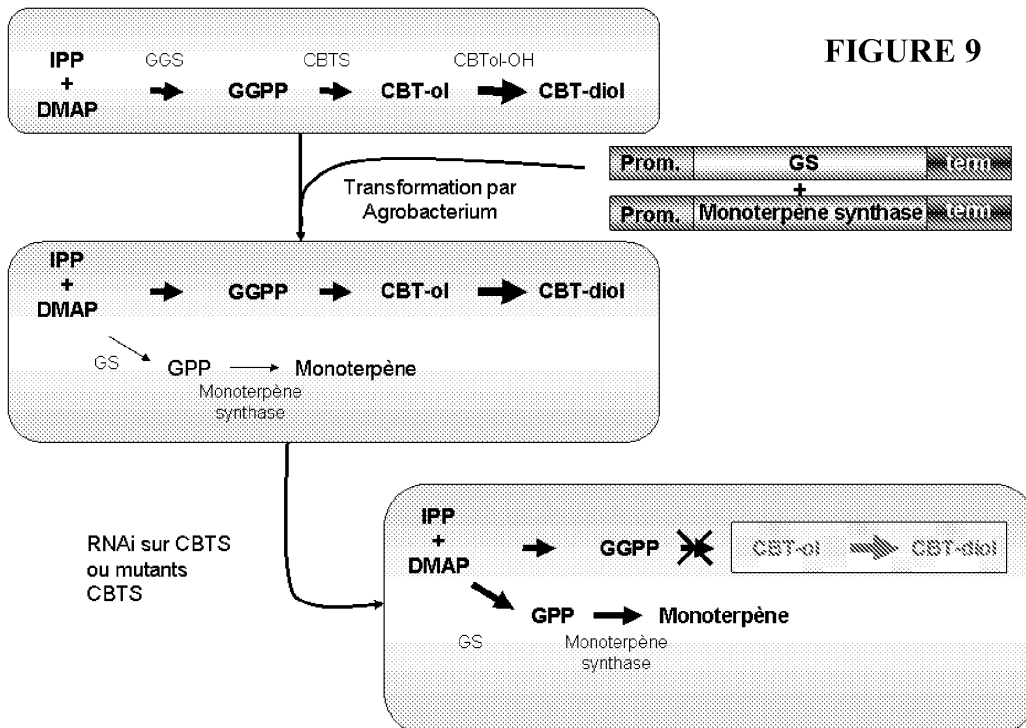 FIGURE 9
GGS CBTS CBTol-OH
IPP
+
DMAP
GGPP CBT-ol CBT-diol
Prom. GS term
+
Prom. Monoterpène synthase term
Transformation par
Agrobacterium
IPP
+
DMAP
GGPP CBT-ol CBT-diol
GS GPP Monoterpène
Monoterpène
synthase
RNAi sur CBTS
ou mutants
CBTS
IPP
+
DMAP
GGPP CBT-ol CBT-diol
GPP Monoterpène
GS Monoterpène
synthase